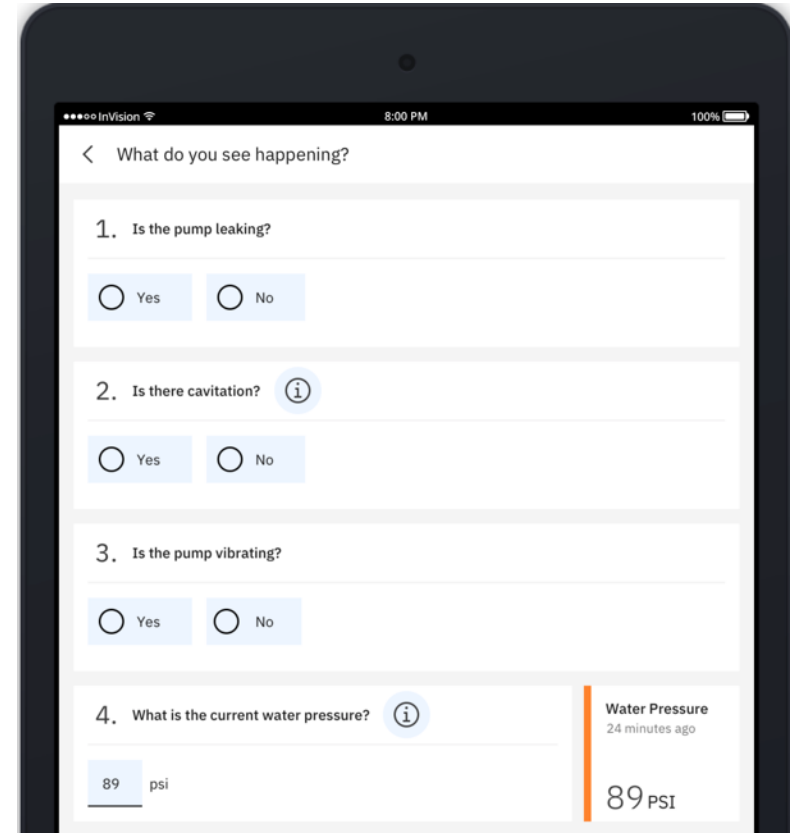 InVision 8:00 PM 100%
What do you see happening?
1. Is the pump leaking?
Yes No
2. Is there cavitation? i
Yes No
3. Is the pump vibrating?
Yes No
4. What is the current water pressure? i
89 psi
Water Pressure
24 minutes ago
89 PSI